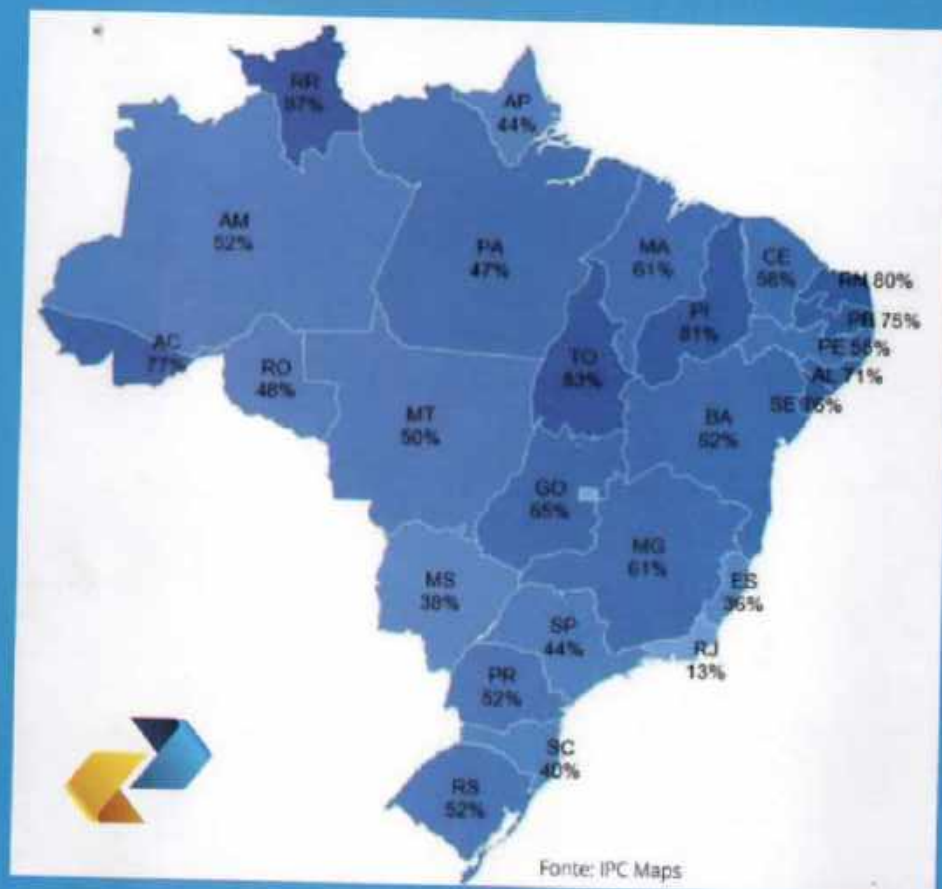 RR
87%
AP
44%
AM
52%
PA
47%
MA
61%
CE
RN 80%
PI
81%
PB 75%
PE
AC
77%
RO
48%
TO
83%
AL 71%
SE 76%
MT
50%
BA
62%
GO
65%
MG
61%
MS
38%
ES
36%
SP
44%
RJ
13%
PR
52%
SC
40%
RS
52%
Fonte: IPC Maps